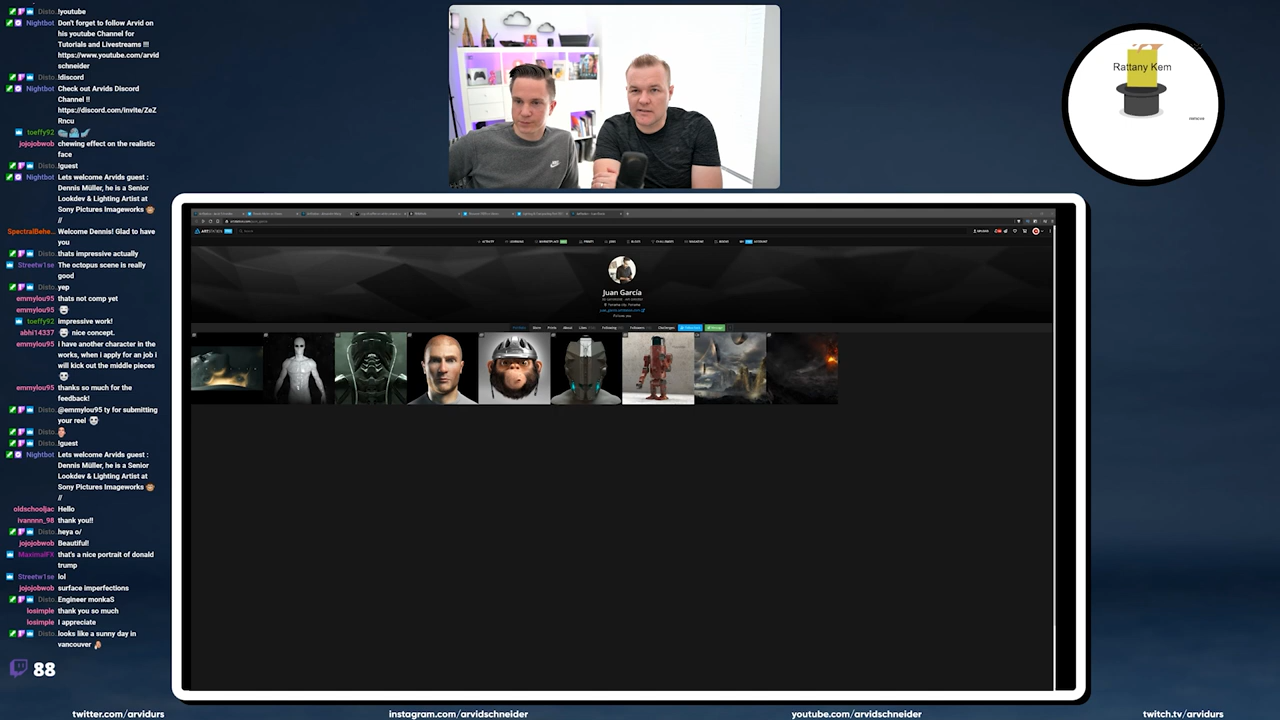 Disto. !youtube
Nightbot Don't forget to follow Arvid on
his youtube Channel for
Tutorials and Livestreams !!!
https://www.youtube.com/arvid
schneider
Disto. !discord
Nightbot Check out Arvids Discord
Channel !!
https://discord.com/invite/ZeZ
Rncu
toeffy92
jojojobwob chewing effect on the realistic
face
Disto. !guest
Nightbot Lets welcome Arvids guest :
Dennis Müller, he is a Senior
Lookdev & Lighting Artist at
Sony Pictures Imageworks
//
SpectralBehe... Welcome Dennis! Glad to have
you
Disto. thats impressive actually
Streetw1se The octopus scene is really
good
Disto. yep
emmylou95 thats not comp yet
emmylou95
toeffy92 impressive work!
abhi14337 nice concept.
emmylou95 i have another character in the
works, when i apply for an job i
will kick out the middle pieces
emmylou95 thanks so much for the
feedback!
Disto. @emmylou95 ty for submitting
your reel
Disto.
Disto. !guest
Nightbot Lets welcome Arvids guest :
Dennis Müller, he is a Senior
Lookdev & Lighting Artist at
Sony Pictures Imageworks
//
oldschooljac Hello
ivannnn_98 thank you!!
Disto. heya o/
jojojobwob Beautiful!
MaximalFX that's a nice portrait of donald
trump
Streetw1se lol
jojojobwob surface imperfections
Disto. Engineer monkaS
losimple thank you so much
losimple I appreciate
Disto. looks like a sunny day in
vancouver
88
Rattany Kem
Juan García
Panama city, Panama
Following
Followers
Challenges
twitter.com/arvidurs
instagram.com/arvidschneider
youtube.com/arvidschneider
twitch.tv/arvidurs